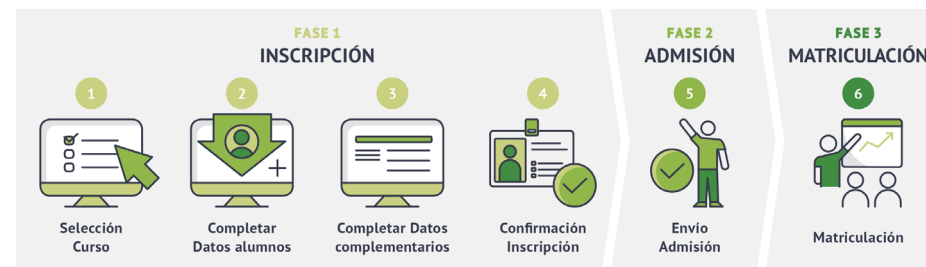 FASE 1
INSCRIPCIÓN
FASE 2
ADMISIÓN
FASE 3
MATRICULACIÓN
1
2
3
4
5
6
Selección
Curso
Completar
Datos alumnos
Completar Datos
complementarios
Confirmación
Inscripción
Envío
Admisión
Matriculación